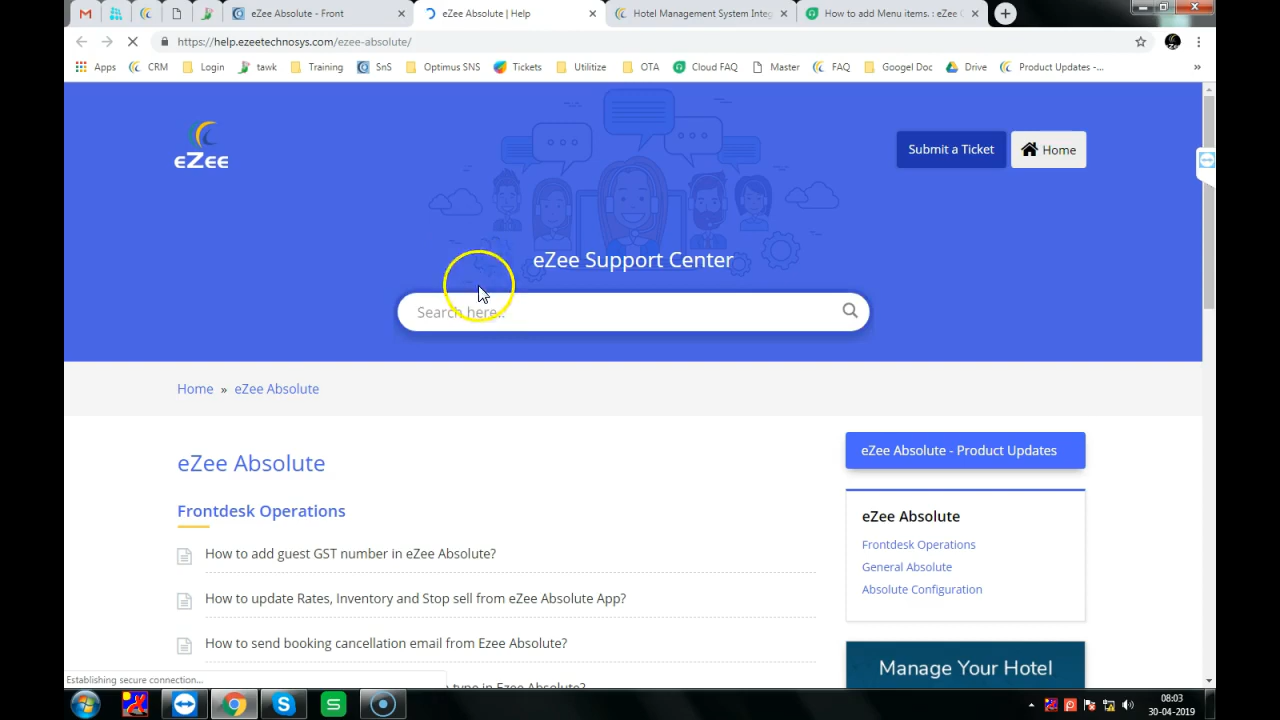 eZee Absolute - Front
eZee Absolute | Help
Hotel Management System Integ
How to add Menu items. : eZee C
https://help.ezeetechnosys.com/ezee-absolute/
Apps CRM Login tawk Training SnS Optimus SNS Tickets Utilitize OTA Cloud FAQ Master FAQ Googel Doc Drive Product Updates -... »
eZee
Submit a Ticket
Home
eZee Support Center
Search here..
Home » eZee Absolute
eZee Absolute
Frontdesk Operations
How to add guest GST number in eZee Absolute?
How to update Rates, Inventory and Stop sell from eZee Absolute App?
How to send booking cancellation email from Ezee Absolute?
type in Ezee Absolute?
eZee Absolute - Product Updates
eZee Absolute
Frontdesk Operations
General Absolute
Absolute Configuration
Manage Your Hotel
Establishing secure connection...
08:03
30-04-2019